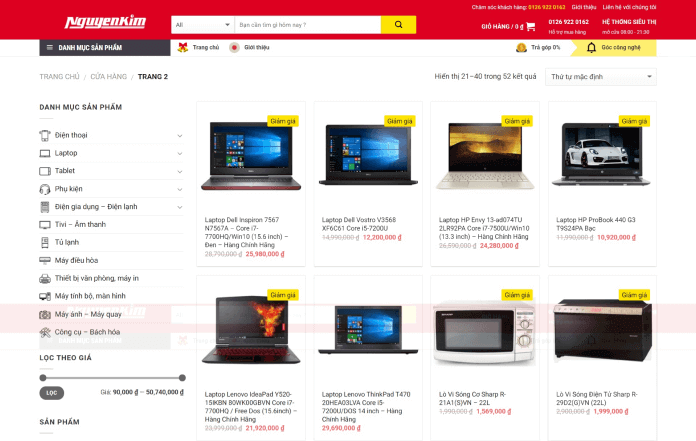 Chăm sóc khách hàng: 0126 922 0162 Giới thiệu Liên hệ với chúng tôi
NGUYENKIM All Bạn cần tìm gì hôm nay ? GIỎ HÀNG / 0 ₫ 0126 922 0162 HỆ THỐNG SIÊU THỊ
Hỗ trợ mua hàng mở cửa 08:00 - 21:30
DANH MỤC SẢN PHẨM Trang chủ Giới thiệu Trả góp 0% Góc công nghệ
TRANG CHỦ / CỬA HÀNG / TRANG 2 Hiển thị 21–40 trong 52 kết quả Thứ tự mặc định
DANH MỤC SẢN PHẨM
Điện thoại
Laptop
Tablet
Phụ kiện
Điện gia dụng – Điện lạnh
Tivi – Âm thanh
Tủ lạnh
Máy điều hòa
Thiết bị văn phòng, máy in
Máy tính bộ, màn hình
Máy ảnh – Máy quay
Công cụ – Bách hóa
LỌC THEO GIÁ
LỌC Giá: 90,000 ₫ — 50,740,000 ₫
SẢN PHẨM
Giảm giá
Laptop Dell Inspiron 7567
N7567A – Core i7-
7700HQ/Win10 (15.6 inch) –
Đen – Hàng Chính Hãng
28,790,000 ₫ 25,980,000 ₫
Giảm giá
Laptop Dell Vostro V3568
XF6C61 Core i5-7200U
14,990,000 ₫ 12,200,000 ₫
Giảm giá
Laptop HP Envy 13-ad074TU
2LR92PA Core i7-7500U/Win10
(13.3 inch) – Hàng Chính Hãng
26,590,000 ₫ 24,280,000 ₫
Giảm giá
Laptop HP ProBook 440 G3
T9S24PA Bạc
11,990,000 ₫ 10,920,000 ₫
Giảm giá
Laptop Lenovo IdeaPad Y520-
15IKBN 80WK00GBVN Core i7-
7700HQ / Free Dos (15.6inch) –
Hàng Chính Hãng
23,999,000 ₫ 21,920,000 ₫
Laptop Lenovo ThinkPad T470
20HEA03LVA Core i5-
7200U/DOS 14 inch – Hàng
Chính Hãng
29,690,000 ₫
Giảm giá
Lò Vi Sóng Cơ Sharp R-
21A1(S)VN – 22L
1,990,000 ₫ 1,569,000 ₫
Giảm giá
Lò Vi Sóng Điện Tử Sharp R-
29D2(G)VN (22L)
2,900,000 ₫ 1,999,000 ₫